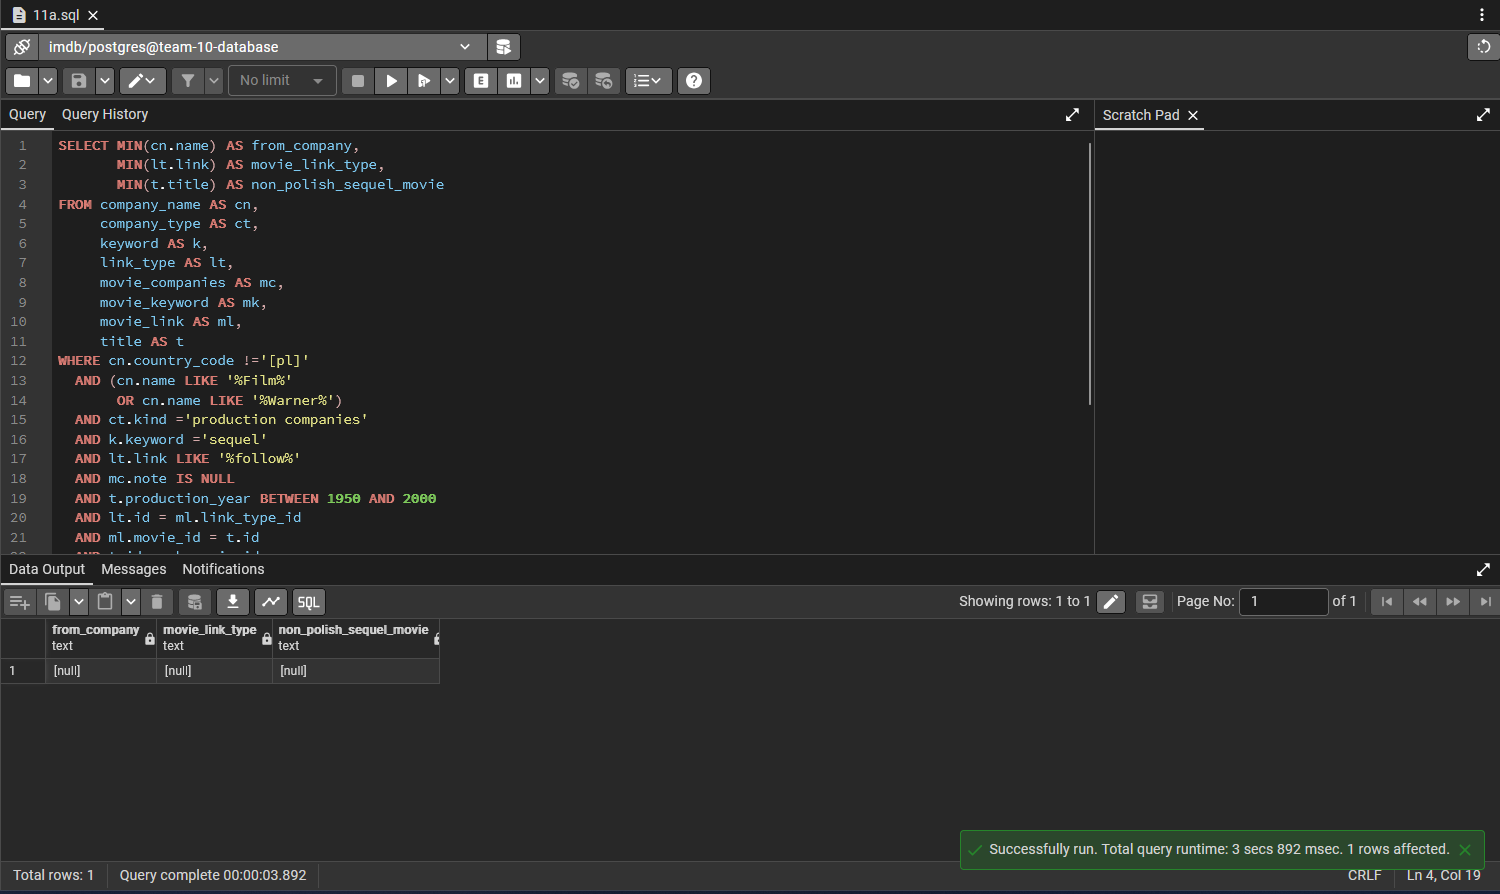 11a.sql
imdb/postgres@team-10-database
No limit
E
Query Query History
Scratch Pad
1 SELECT MIN(cn.name) AS from_company,
2 MIN(lt.link) AS movie_link_type,
3 MIN(t.title) AS non_polish_sequel_movie
4 FROM company_name AS cn,
5 company_type AS ct,
6 keyword AS k,
7 link_type AS lt,
8 movie_companies AS mc,
9 movie_keyword AS mk,
10 movie_link AS ml,
11 title AS t
12 WHERE cn.country_code !='[pl]'
13 AND (cn.name LIKE '%Film%'
14 OR cn.name LIKE '%Warner%')
15 AND ct.kind ='production companies'
16 AND k.keyword ='sequel'
17 AND lt.link LIKE '%follow%'
18 AND mc.note IS NULL
19 AND t.production_year BETWEEN 1950 AND 2000
20 AND lt.id = ml.link_type_id
21 AND ml.movie_id = t.id
Data Output Messages Notifications
SQL
Showing rows: 1 to 1
Page No: 1 of 1
from_company movie_link_type non_polish_sequel_movie
text text text
1 [null] [null] [null]
Successfully run. Total query runtime: 3 secs 892 msec. 1 rows affected.
Total rows: 1 Query complete 00:00:03.892
CRLF Ln 4, Col 19